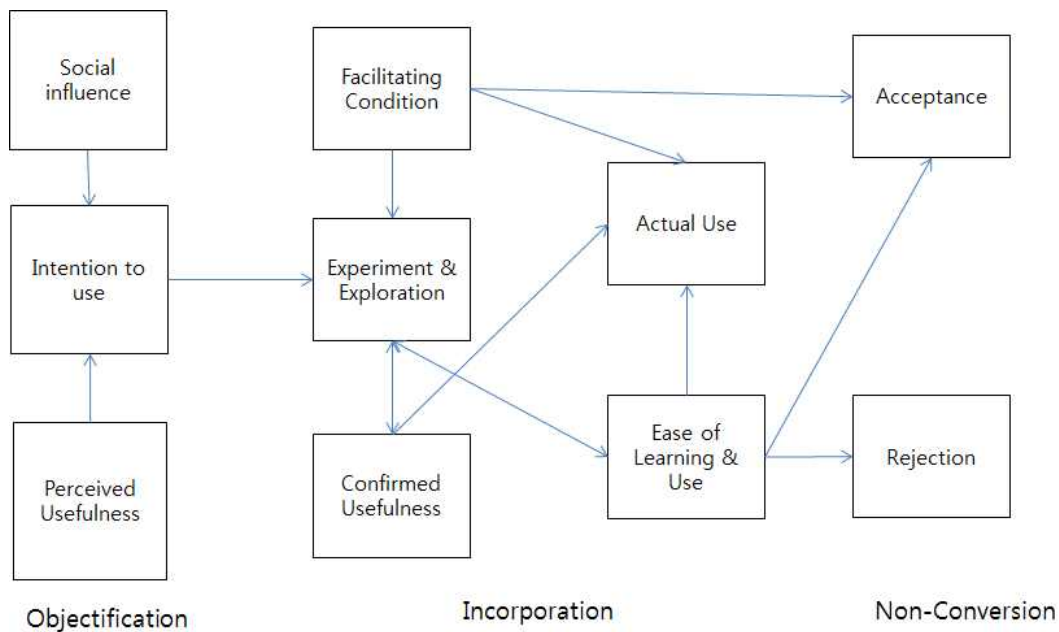 Social
influence
Facilitating
Condition
Acceptance
Actual Use
Intention to
use
Experiment &
Exploration
Perceived
Usefulness
Confirmed
Usefulness
Ease of
Learning &
Use
Rejection
Objectification
Incorporation
Non-Conversion